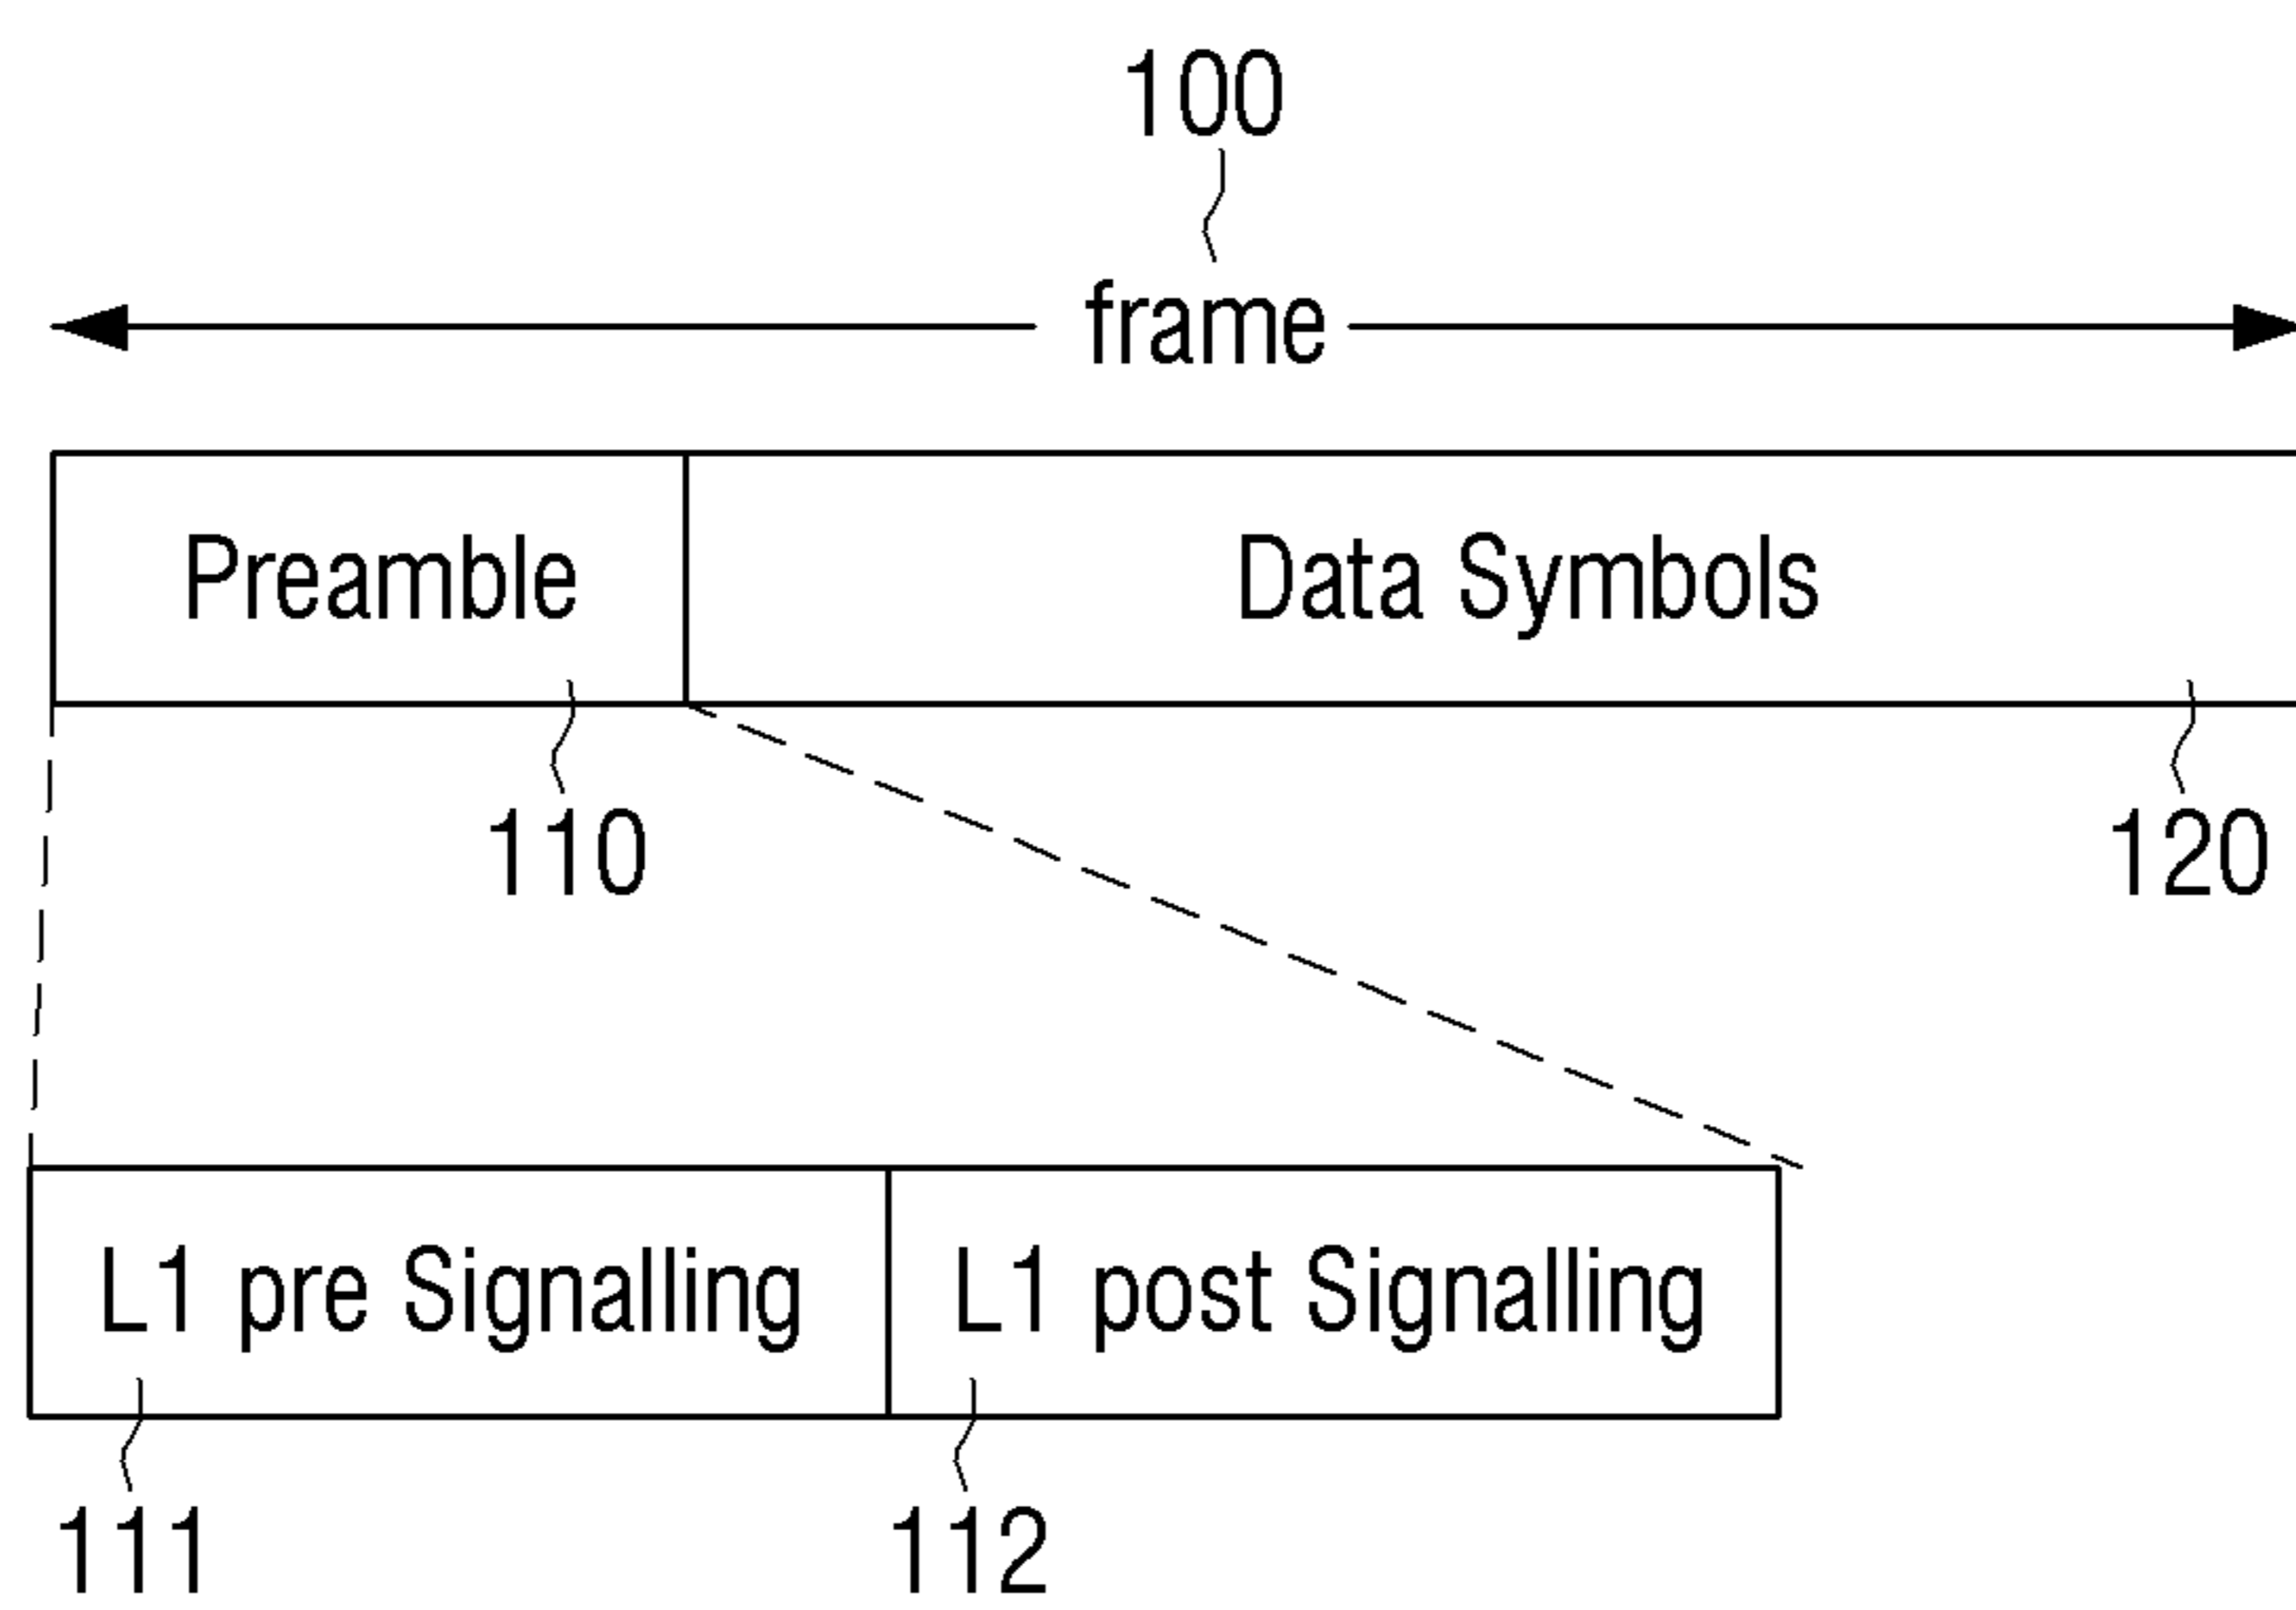 100
frame
Preamble
Data Symbols
110
120
L1 pre Signalling
L1 post Signalling
111
112